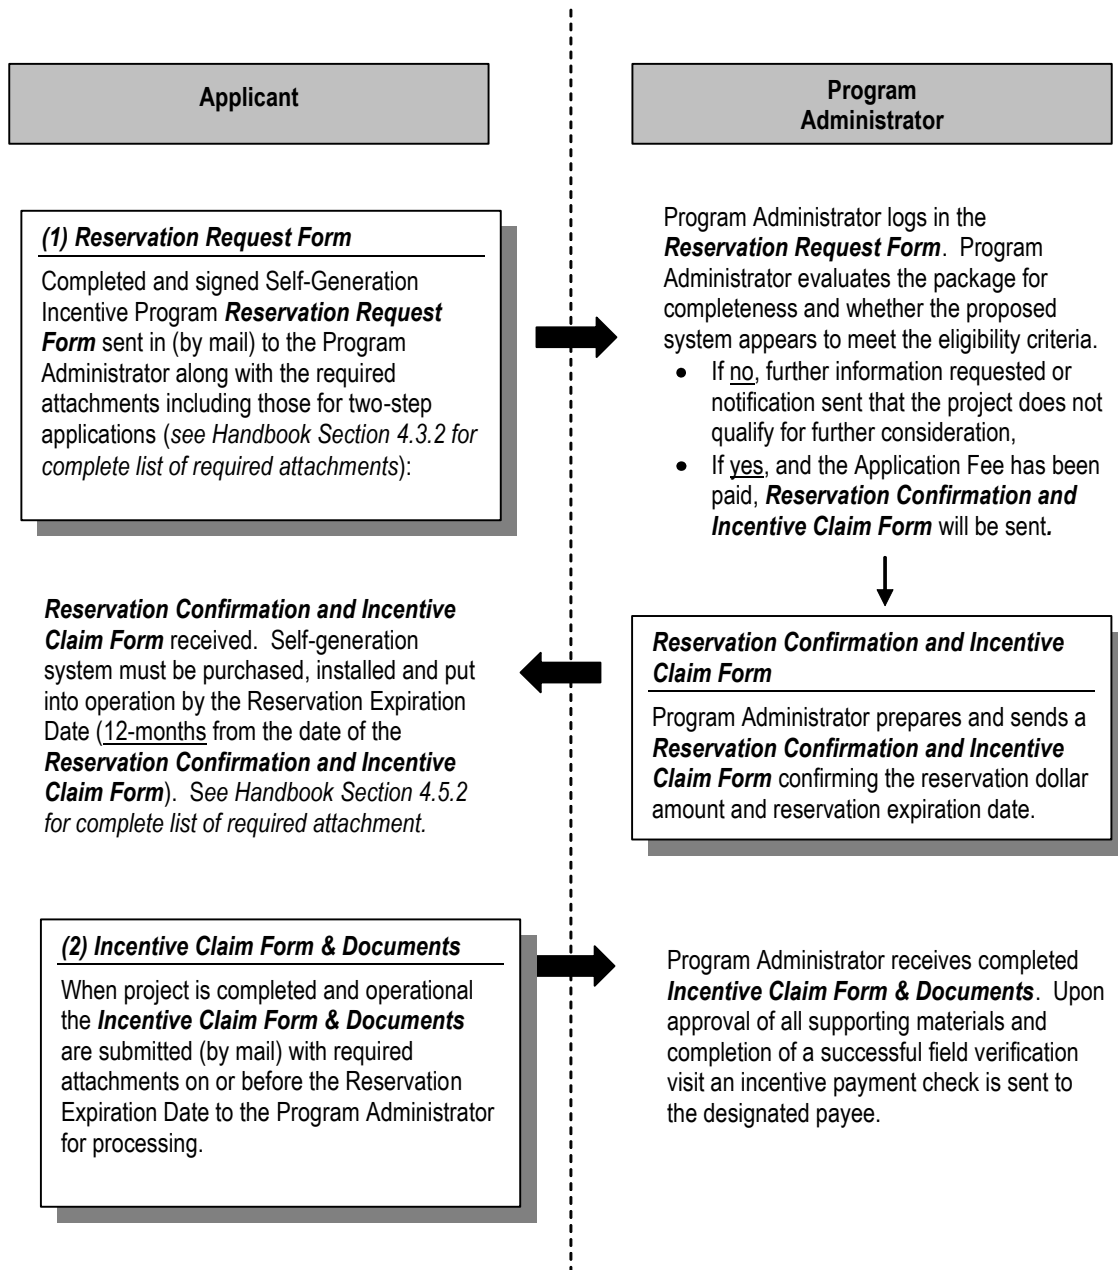 Applicant
Program
Administrator
(1) Reservation Request Form
Completed and signed Self-Generation
Incentive Program Reservation Request
Form sent in (by mail) to the Program
Administrator along with the required
attachments including those for two-step
applications (see Handbook Section 4.3.2 for
complete list of required attachments):
Program Administrator logs in the
Reservation Request Form.  Program
Administrator evaluates the package for
completeness and whether the proposed
system appears to meet the eligibility criteria.
• If no, further information requested or
notification sent that the project does not
qualify for further consideration,
• If yes, and the Application Fee has been
paid, Reservation Confirmation and
Incentive Claim Form will be sent.
Reservation Confirmation and Incentive
Claim Form
Program Administrator prepares and sends a
Reservation Confirmation and Incentive
Claim Form confirming the reservation dollar
amount and reservation expiration date.
Reservation Confirmation and Incentive
Claim Form received.  Self-generation
system must be purchased, installed and put
into operation by the Reservation Expiration
Date (12-months from the date of the
Reservation Confirmation and Incentive
Claim Form).  See Handbook Section 4.5.2
for complete list of required attachment.
(2) Incentive Claim Form & Documents
When project is completed and operational
the Incentive Claim Form & Documents
are submitted (by mail) with required
attachments on or before the Reservation
Expiration Date to the Program Administrator
for processing.
Program Administrator receives completed
Incentive Claim Form & Documents.  Upon
approval of all supporting materials and
completion of a successful field verification
visit an incentive payment check is sent to
the designated payee.